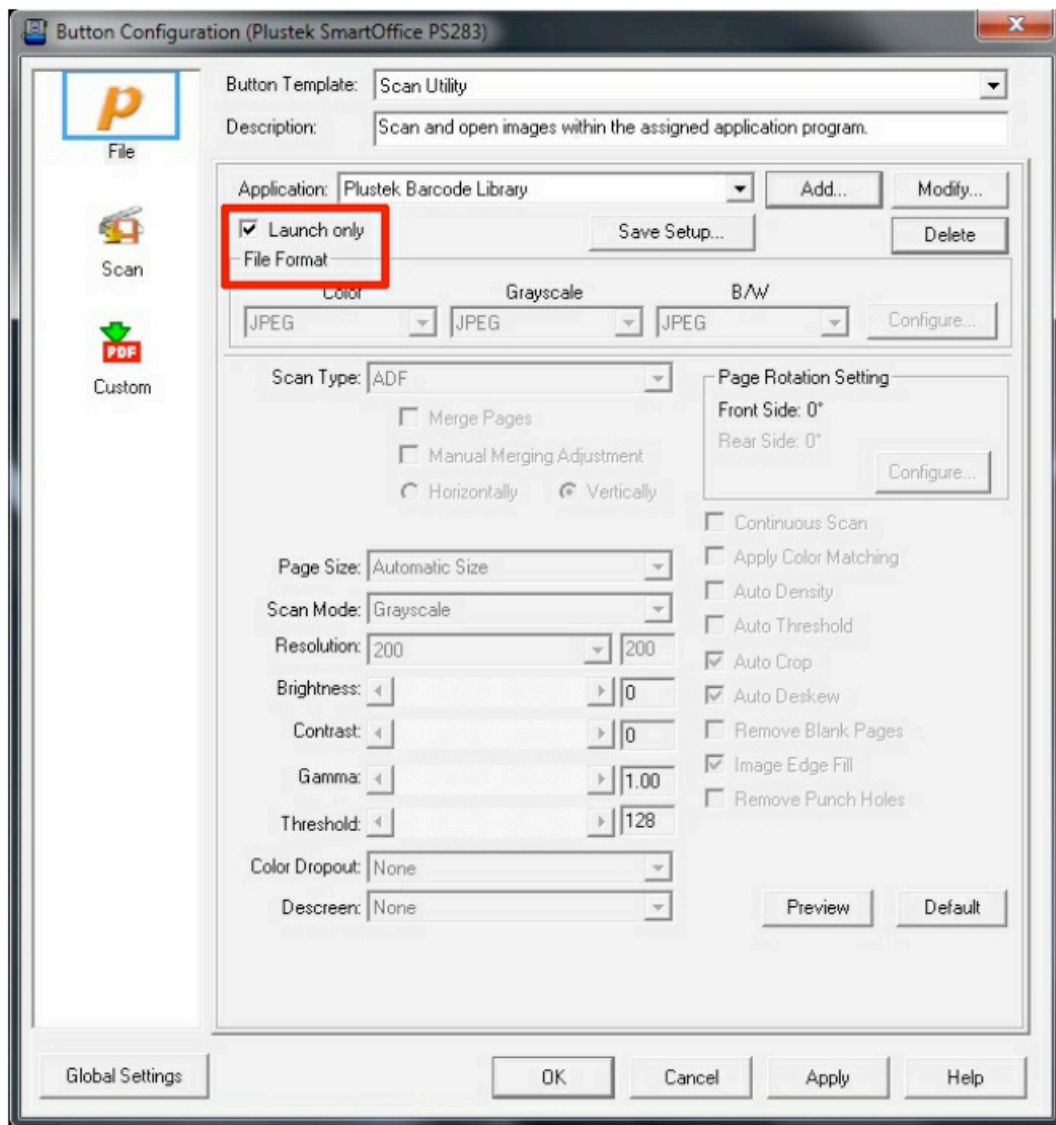 Button Configuration (Plustek SmartOffice PS283)
File
Scan
PDF
Custom
Button Template: Scan Utility
Description: Scan and open images within the assigned application program.
Application: Plustek Barcode Library Add... Modify...
Launch only Save Setup... Delete
File Format
Color Grayscale B/W
JPEG JPEG JPEG Configure...
Scan Type: ADF
Merge Pages
Manual Merging Adjustment
Horizontally Vertically
Page Size: Automatic Size
Scan Mode: Grayscale
Resolution: 200 200
Brightness: 0
Contrast: 0
Gamma: 1.00
Threshold: 128
Color Dropout: None
Descreen: None
Page Rotation Setting
Front Side: 0°
Rear Side: 0°
Configure...
Continuous Scan
Apply Color Matching
Auto Density
Auto Threshold
Auto Crop
Auto Deskew
Remove Blank Pages
Image Edge Fill
Remove Punch Holes
Preview Default
Global Settings OK Cancel Apply Help